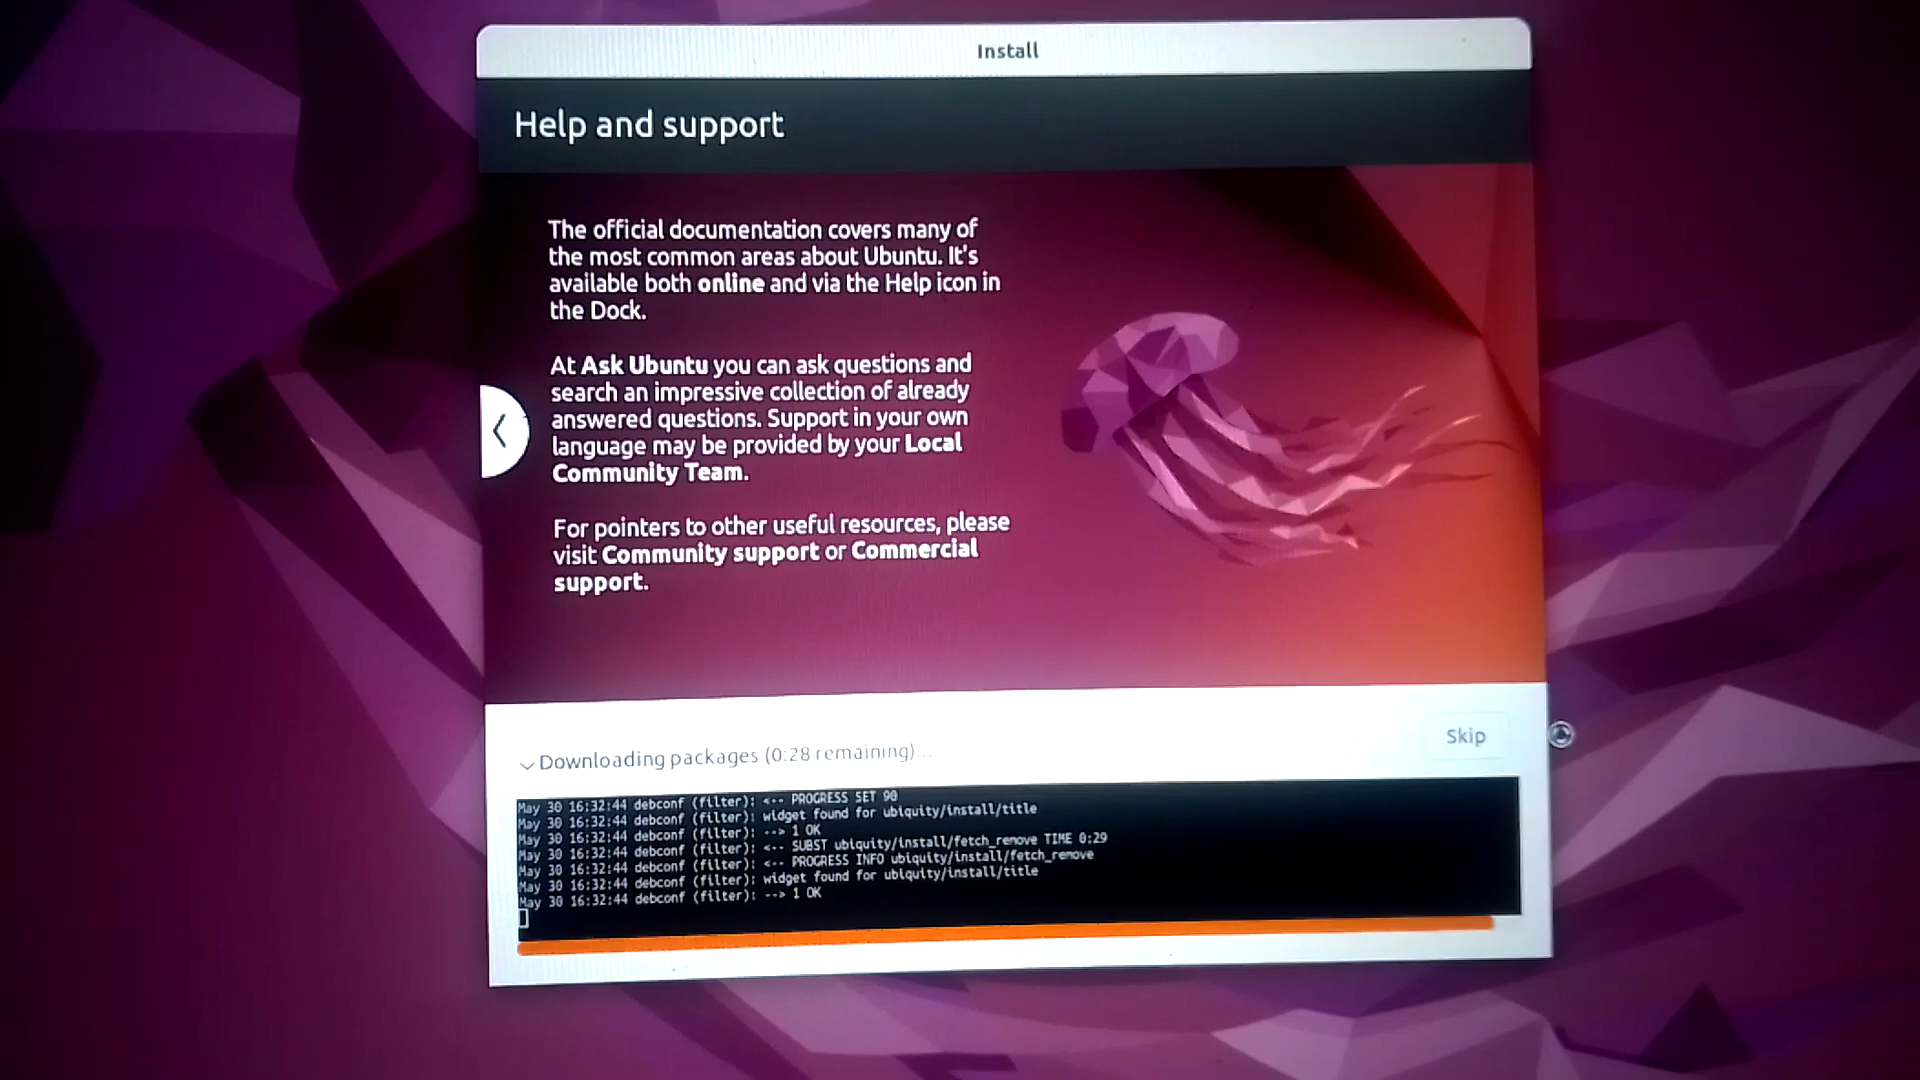 Install
Help and support
The official documentation covers many of
the most common areas about Ubuntu. It's
available both online and via the Help icon in
the Dock.
At Ask Ubuntu you can ask questions and
search an impressive collection of already
answered questions. Support in your own
language may be provided by your Local
Community Team.
For pointers to other useful resources, please
visit Community support or Commercial
support.
Skip
Downloading packages (0:28 remaining)...
May 30 16:32:44 debconf (filter): <-- PROGRESS SET 90
May 30 16:32:44 debconf (filter): widget found for ubiquity/install/title
May 30 16:32:44 debconf (filter): --> 1 OK
May 30 16:32:44 debconf (filter): <-- SUBST ubiquity/install/fetch_remove TIME 0:29
May 30 16:32:44 debconf (filter): <-- PROGRESS INFO ubiquity/install/fetch_remove
May 30 16:32:44 debconf (filter): widget found for ubiquity/install/title
May 30 16:32:44 debconf (filter): --> 1 OK